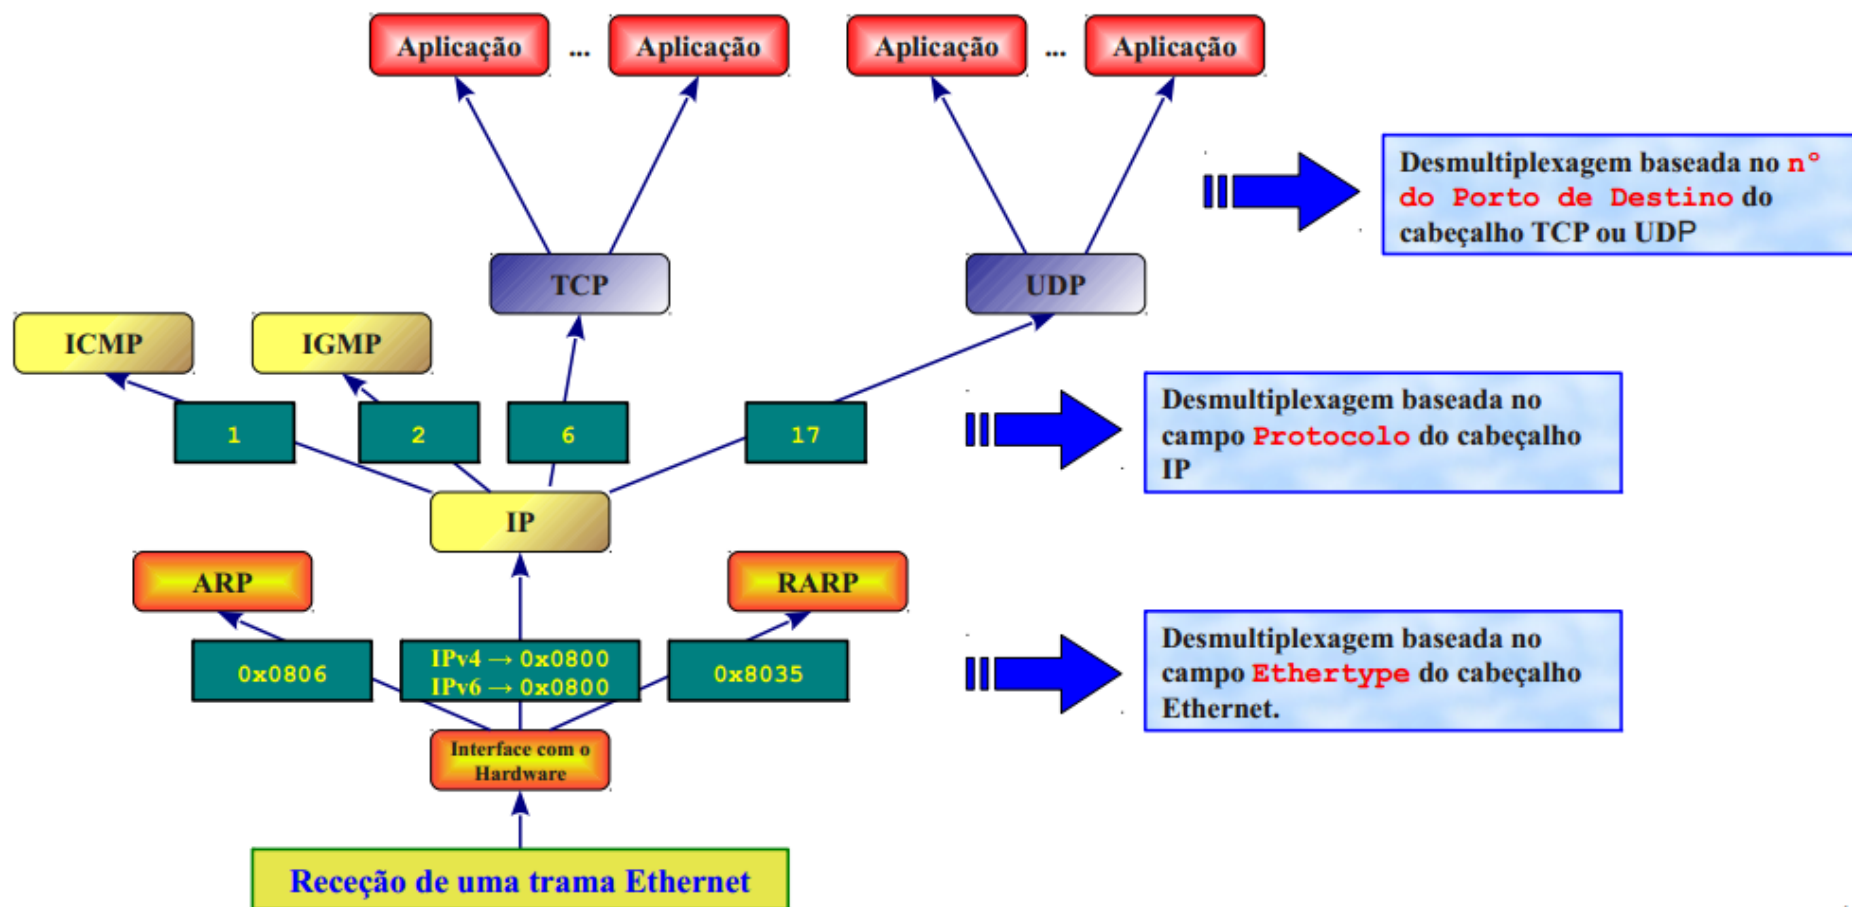 Aplicação ... Aplicação Aplicação ... Aplicação
Desmultiplexagem baseada no nº
do Porto de Destino do
cabeçalho TCP ou UDP
TCP UDP
ICMP IGMP
1 2 6 17
Desmultiplexagem baseada no
campo Protocolo do cabeçalho
IP
IP
ARP RARP
0x0806
IPv4 → 0x0800
IPv6 → 0x0800
0x8035
Desmultiplexagem baseada no
campo Ethertype do cabeçalho
Ethernet.
Interface com o
Hardware
Receção de uma trama Ethernet